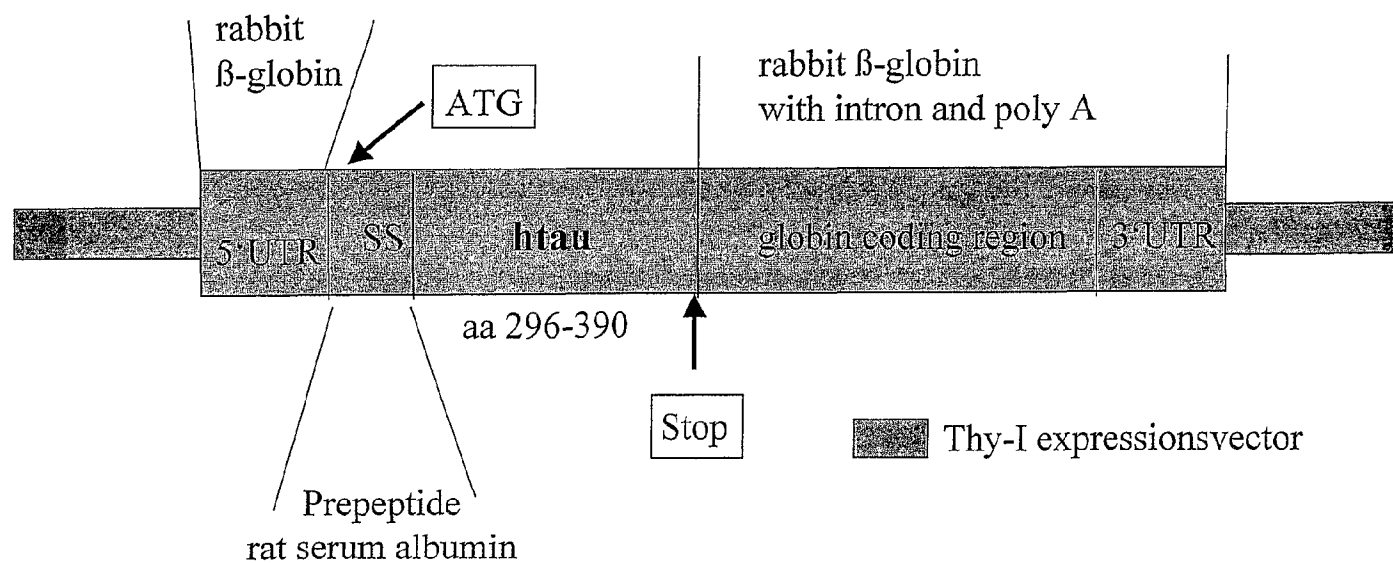 rabbit
ß-globin
ATG
rabbit ß-globin
with intron and poly A
5'UTR
SS
htau
globin coding region
3'UTR
aa 296-390
Stop
Thy-I expressionsvector
Prepeptide
rat serum albumin